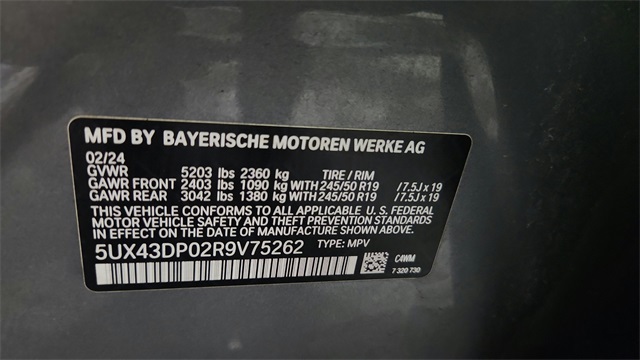 MFD BY BAYERISCHE MOTOREN WERKE AG
02/24
GVWR 5203 lbs 2360 kg TIRE / RIM
GAWR FRONT 2403 lbs 1090 kg WITH 245/50 R19 / 7.5J x 19
GAWR REAR 3042 lbs 1380 kg WITH 245/50 R19 / 7.5J x 19
THIS VEHICLE CONFORMS TO ALL APPLICABLE U. S. FEDERAL
MOTOR VEHICLE SAFETY AND THEFT PREVENTION STANDARDS
IN EFFECT ON THE DATE OF MANUFACTURE SHOWN ABOVE.
5UX43DP02R9V75262 TYPE: MPV
C4WM
7 320 730